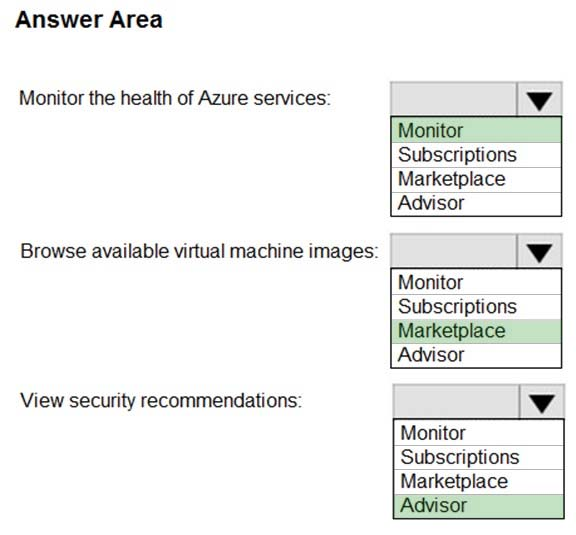 Answer Area
Monitor the health of Azure services:
Monitor
Subscriptions
Marketplace
Advisor
Browse available virtual machine images:
Monitor
Subscriptions
Marketplace
Advisor
View security recommendations:
Monitor
Subscriptions
Marketplace
Advisor